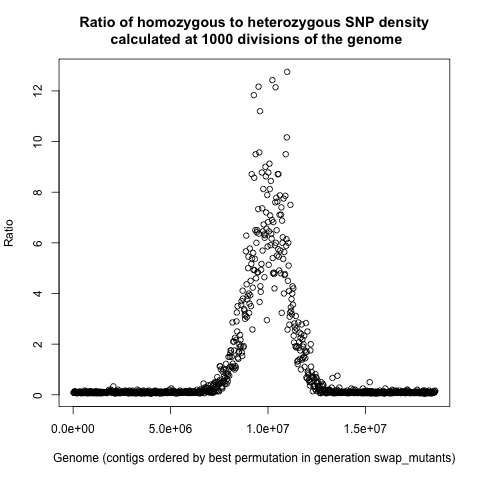 Ratio of homozygous to heterozygous SNP density
calculated at 1000 divisions of the genome
Ratio
12
10
8
6
4
2
0
0.0e+00 5.0e+06 1.0e+07 1.5e+07
Genome (contigs ordered by best permutation in generation swap_mutants)